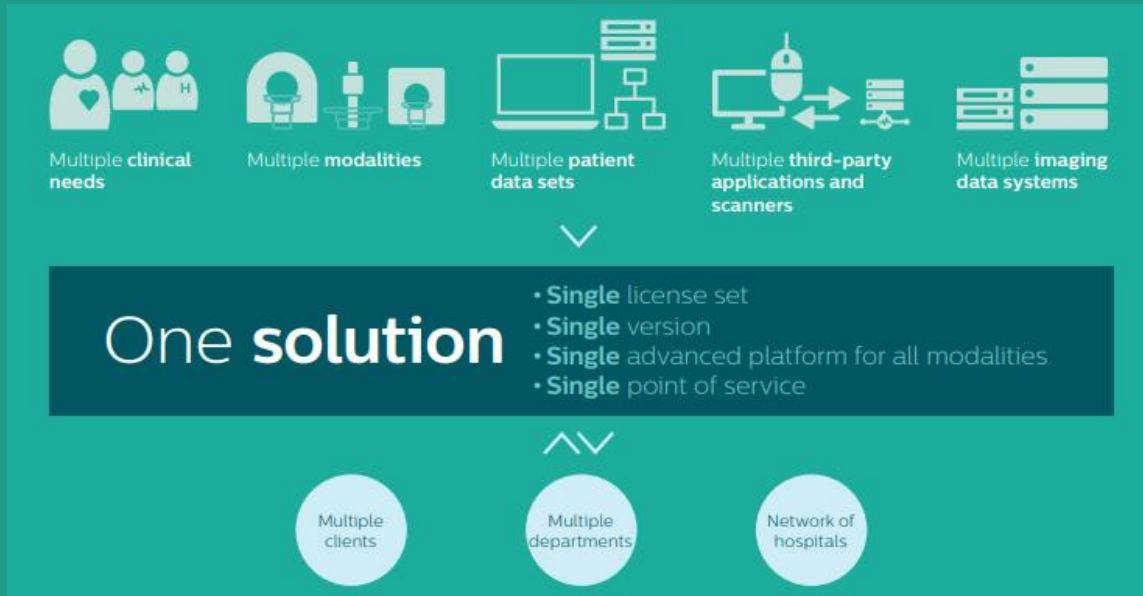 H
Multiple clinical
needs
Multiple modalities
Multiple patient
data sets
Multiple third-party
applications and
scanners
Multiple imaging
data systems
One solution
• Single license set
• Single version
• Single advanced platform for all modalities
• Single point of service
Multiple
clients
Multiple
departments
Network of
hospitals